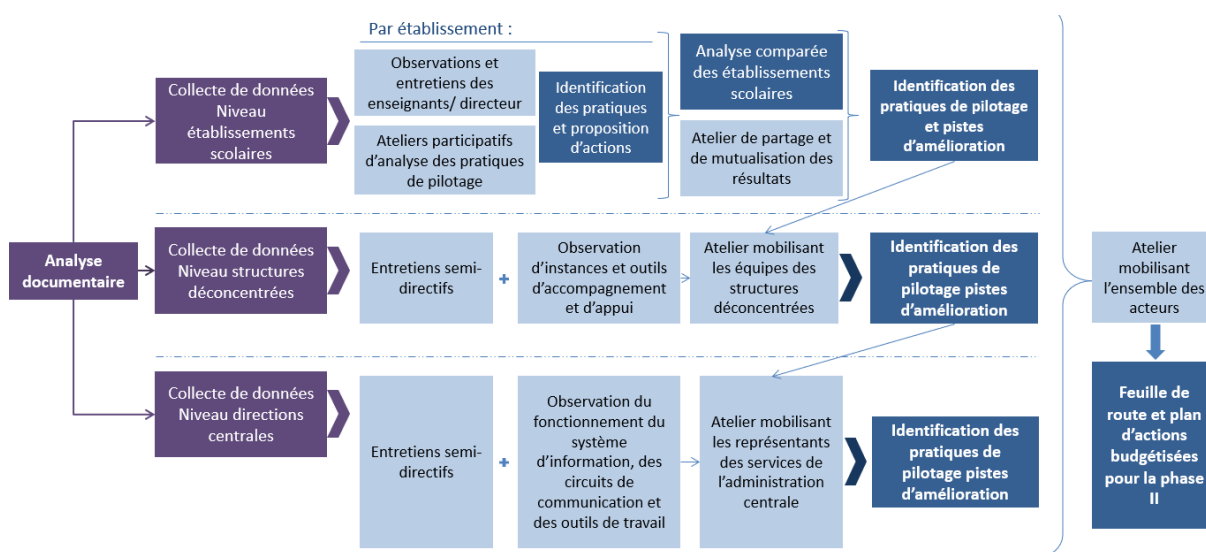 Par établissement :
Collecte de données
Niveau
établissements
scolaires
Observations et
entretiens des
enseignants/ directeur
Ateliers participatifs
d'analyse des pratiques
de pilotage
Identification
des pratiques
et proposition
d'actions
Analyse comparée
des établissements
scolaires
Atelier de partage et
de mutualisation des
résultats
Identification des
pratiques de pilotage
et pistes
d'amélioration
Analyse
documentaire
Collecte de données
Niveau structures
déconcentrées
Entretiens semi-
directifs
+
Observation
d'instances et outils
d'accompagnement
et d'appui
Atelier mobilisant
les équipes des
structures
déconcentrées
Identification des
pratiques de
pilotage pistes
d'amélioration
Atelier
mobilisant
l'ensemble des
acteurs
Collecte de données
Niveau directions
centrales
Entretiens semi-
directifs
+
Observation du
fonctionnement du
système
d'information, des
circuits de
communication et
des outils de travail
Atelier mobilisant
les représentants
des services de
l'administration
centrale
Identification des
pratiques de
pilotage pistes
d'amélioration
Feuille de
route et plan
d'actions
budgétisées
pour la phase
II